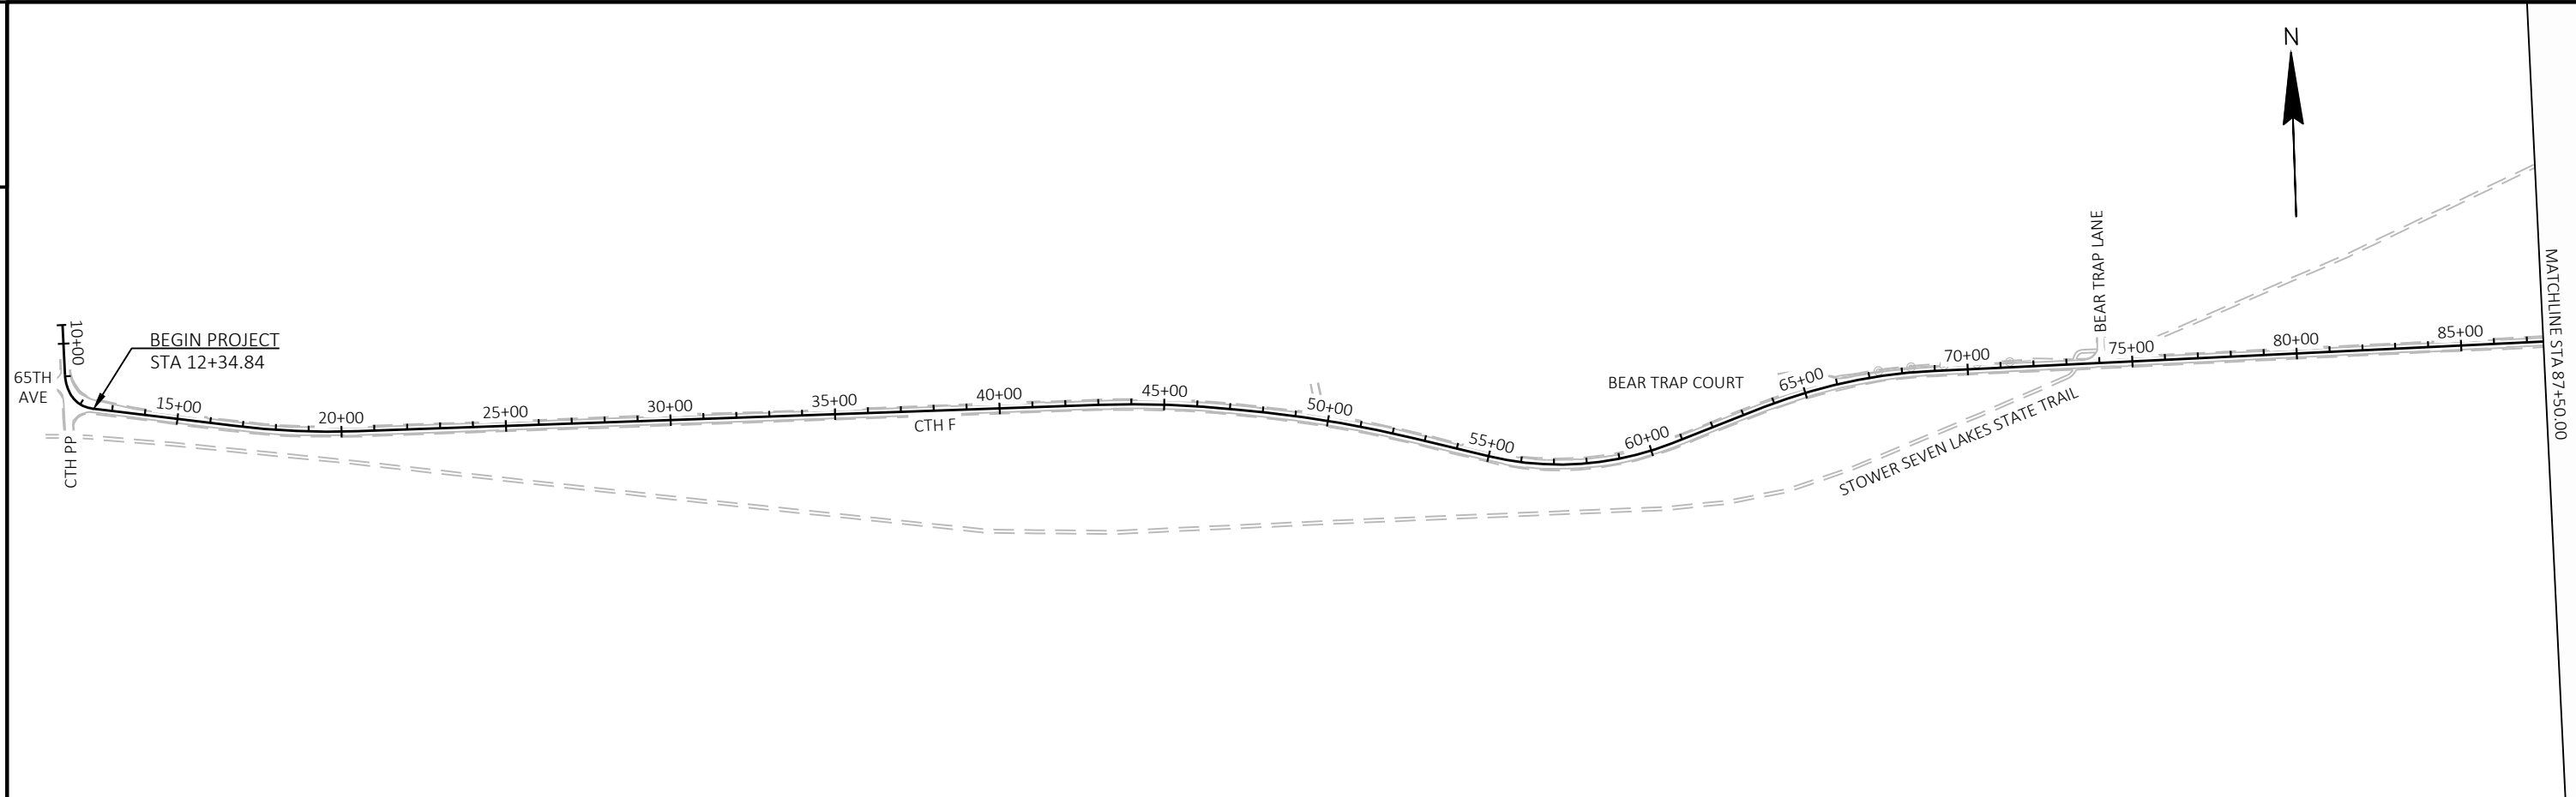 N
BEAR TRAP LANE
MATCHLINE STA 87+50.00
10+00
BEGIN PROJECT
STA 12+34.84
65TH
AVE
CTH PP
15+00
20+00
25+00
30+00
35+00
CTH F
40+00
45+00
50+00
55+00
60+00
BEAR TRAP COURT
65+00
70+00
STOWER SEVEN LAKES STATE TRAIL
75+00
80+00
85+00